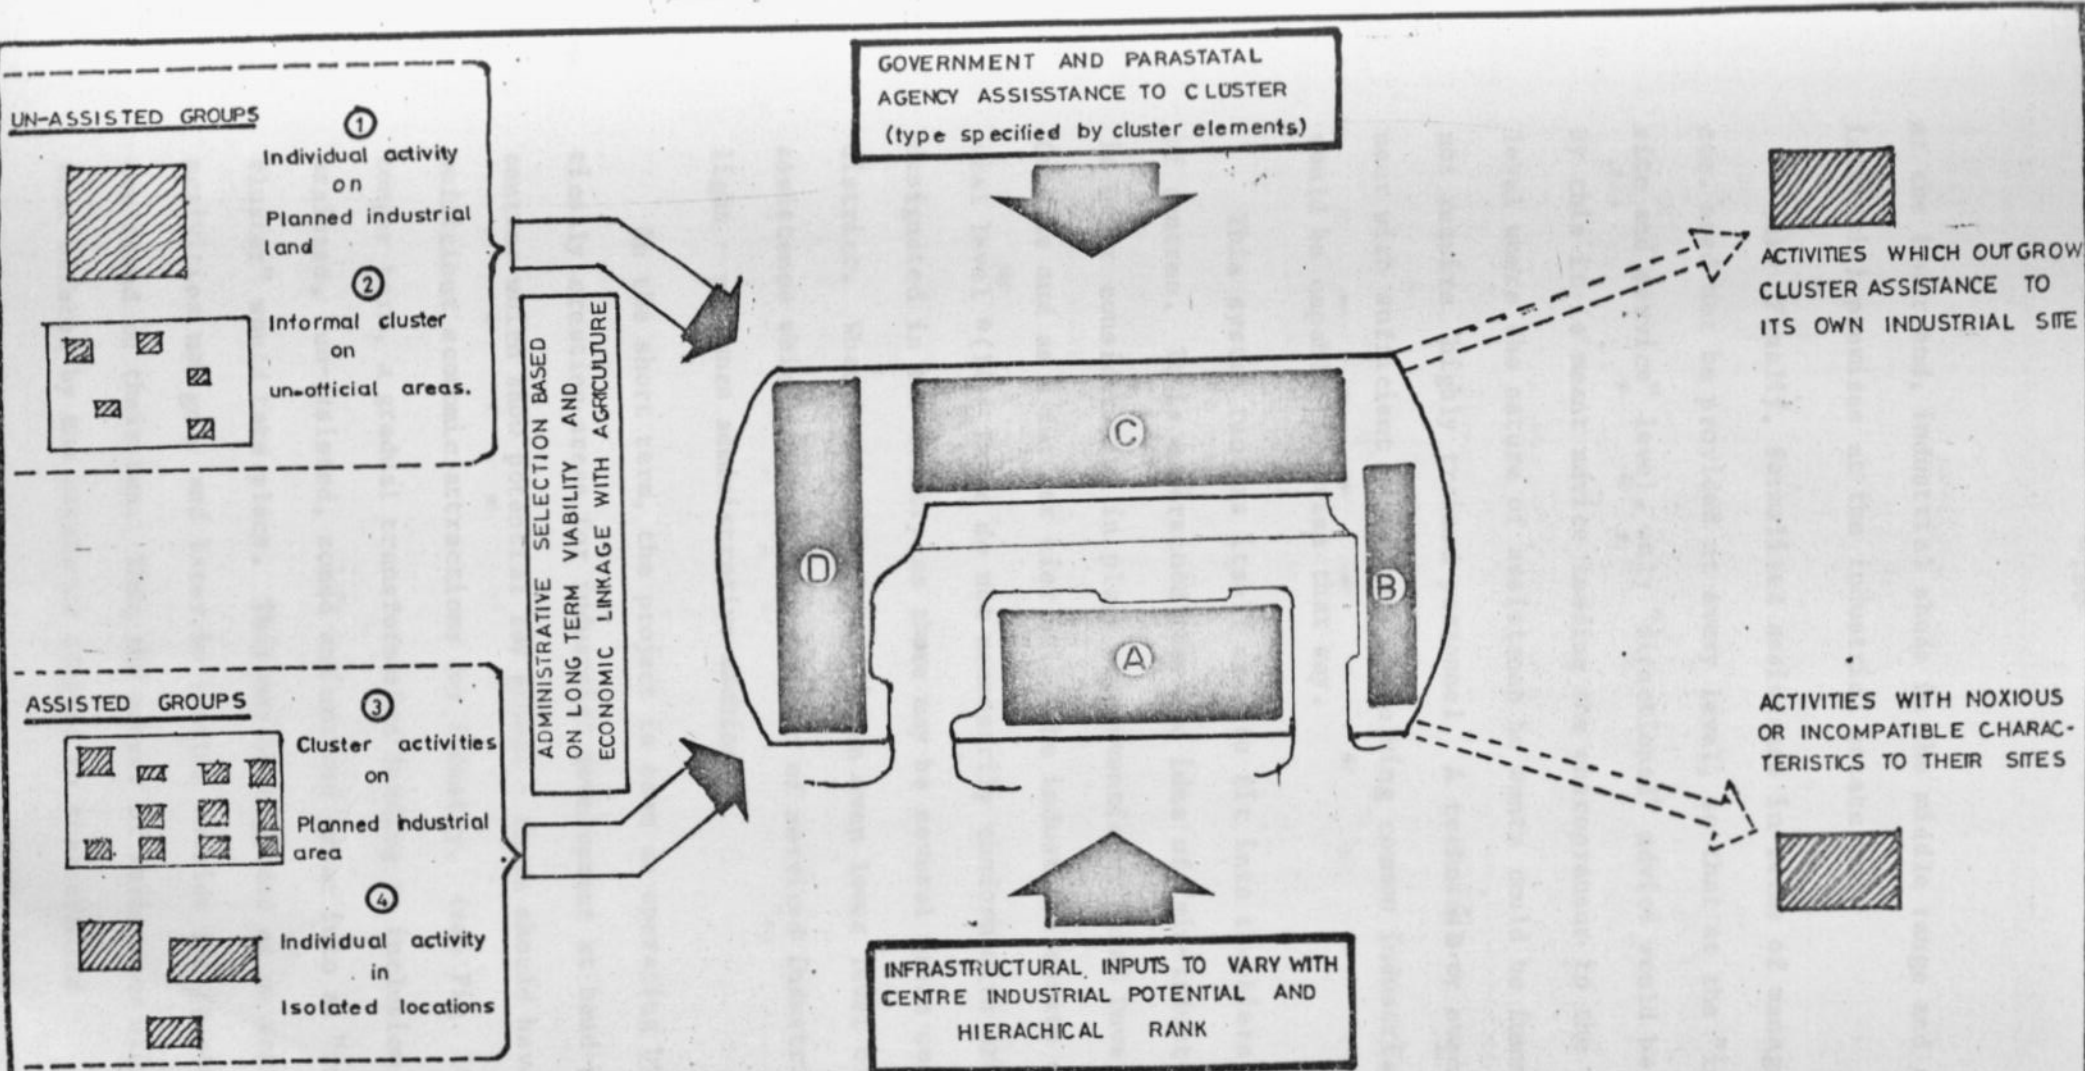 UN-ASSISTED GROUPS
1
Individual activity
on
Planned industrial
land
2
Informal cluster
on
un-official areas.
ASSISTED GROUPS
3
Cluster activities
on
Planned industrial
area
4
Individual activity
in
Isolated locations
ADMINISTRATIVE SELECTION BASED
ON LONG TERM VIABILITY AND
ECONOMIC LINKAGE WITH AGRICULTURE
GOVERNMENT AND PARASTATAL
AGENCY ASSISSTANCE TO CLUSTER
(type specified by cluster elements)
D
C
B
A
INFRASTRUCTURAL INPUTS TO VARY WITH
CENTRE INDUSTRIAL POTENTIAL AND
HIERACHICAL RANK
ACTIVITIES WHICH OUTGROW
CLUSTER ASSISTANCE TO
ITS OWN INDUSTRIAL SITE
ACTIVITIES WITH NOXIOUS
OR INCOMPATIBLE CHARAC-
TERISTICS TO THEIR SITES